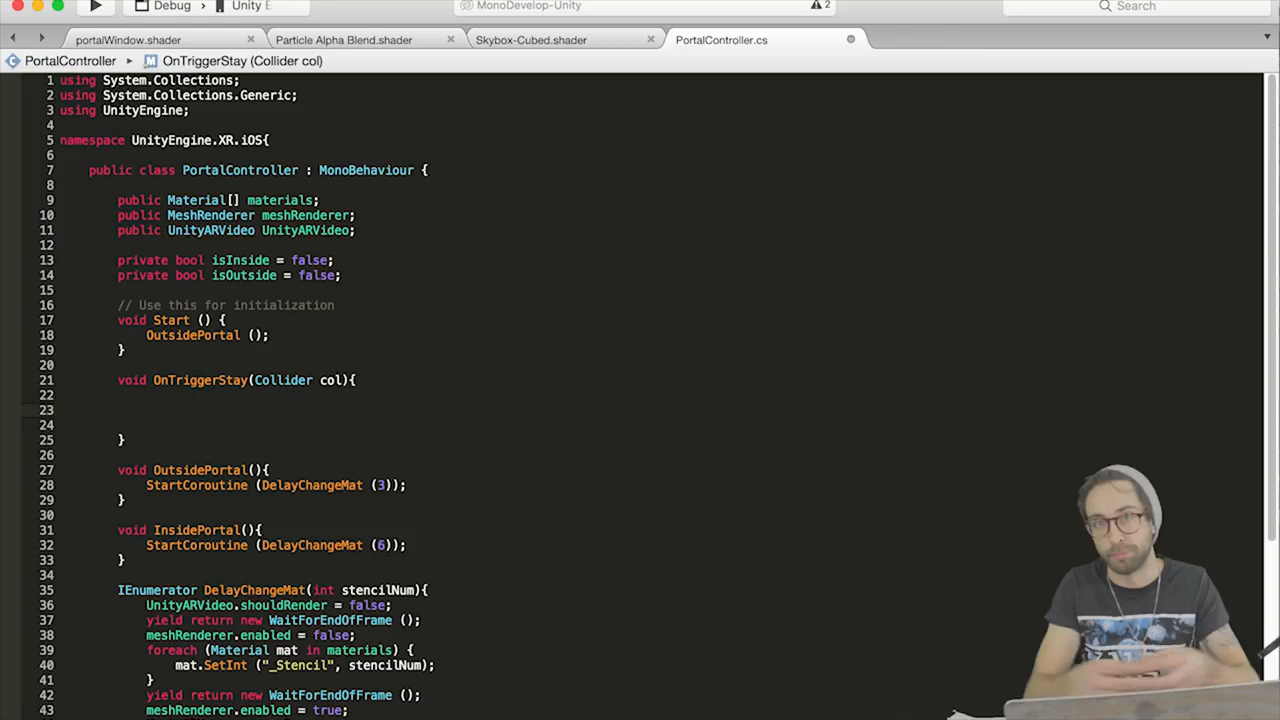 Debug
Unity E
MonoDevelop-Unity
2
Search
portalWindow.shader
Particle Alpha Blend.shader
Skybox-Cubed.shader
PortalController.cs
PortalController
OnTriggerStay (Collider col)
1 using System.Collections;
2 using System.Collections.Generic;
3 using UnityEngine;
4
5 namespace UnityEngine.XR.iOS{
6
7 public class PortalController : MonoBehaviour {
8
9 public Material[] materials;
10 public MeshRenderer meshRenderer;
11 public UnityARVideo UnityARVideo;
12
13 private bool isInside = false;
14 private bool isOutside = false;
15
16 // Use this for initialization
17 void Start () {
18 OutsidePortal ();
19 }
20
21 void OnTriggerStay(Collider col){
22
23
24
25 }
26
27 void OutsidePortal(){
28 StartCoroutine (DelayChangeMat (3));
29 }
30
31 void InsidePortal(){
32 StartCoroutine (DelayChangeMat (6));
33 }
34
35 IEnumerator DelayChangeMat(int stencilNum){
36 UnityARVideo.shouldRender = false;
37 yield return new WaitForEndOfFrame ();
38 meshRenderer.enabled = false;
39 foreach (Material mat in materials) {
40 mat.SetInt ("_Stencil", stencilNum);
41 }
42 yield return new WaitForEndOfFrame ();
43 meshRenderer.enabled = true;